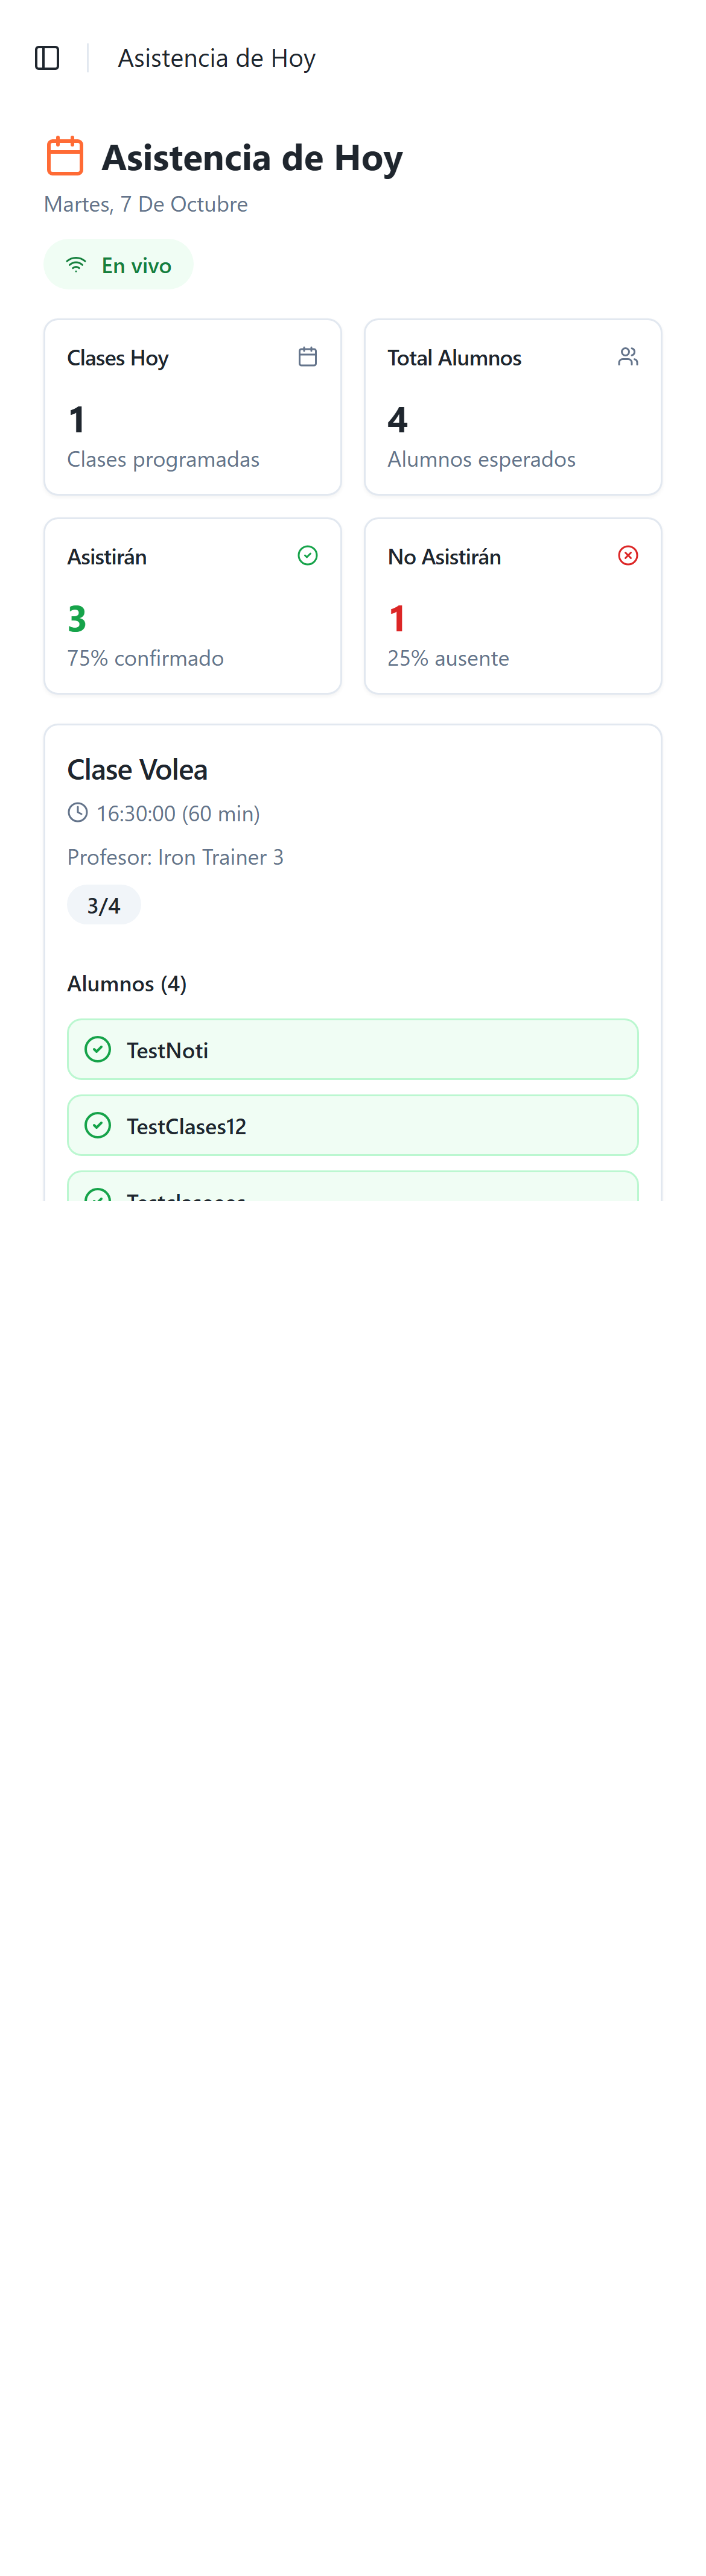 Asistencia de Hoy
Asistencia de Hoy
Martes, 7 De Octubre
En vivo
Clases Hoy
1
Clases programadas
Total Alumnos
4
Alumnos esperados
Asistirán
3
75% confirmado
No Asistirán
1
25% ausente
Clase Volea
16:30:00 (60 min)
Profesor: Iron Trainer 3
3/4
Alumnos (4)
TestNoti
TestClases12